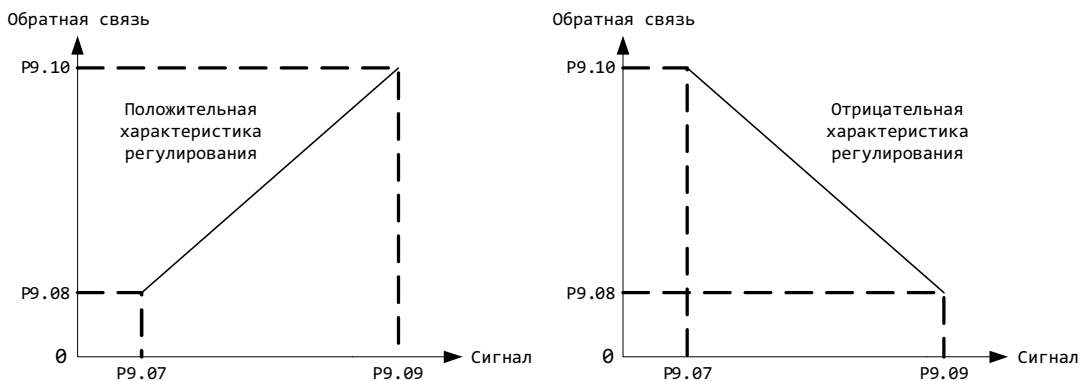 Обратная связь
P9.10
Положительная
характеристика
регулирования
P9.08
0
P9.07
P9.09
Сигнал
Обратная связь
P9.10
Отрицательная
характеристика
регулирования
P9.08
0
P9.07
P9.09
Сигнал